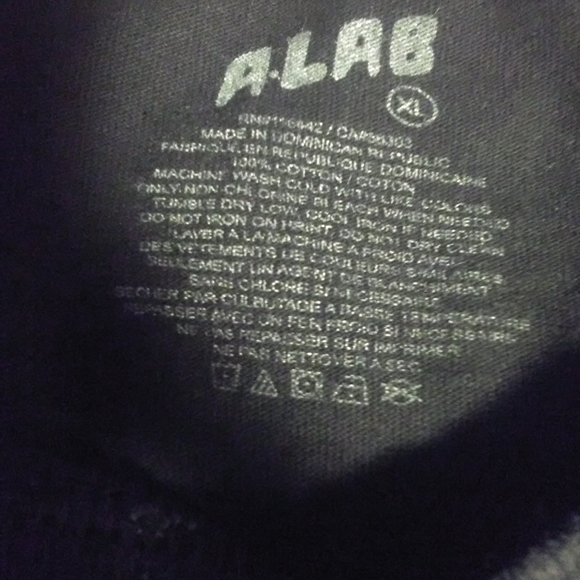 A·LAB
XL
MADE IN DOMINICAN REPUBLIC
FABRIQUE EN REPUBLIQUE DOMINICAINE
100% COTTON / COTON
MACHINE WASH COLD WITH LIKE COLORS
ONLY NON-CHLORINE BLEACH WHEN NEEDED
TUMBLE DRY LOW. COOL IRON IF NEEDED
DO NOT IRON ON PRINT. DO NOT DRY CLEAN
LAVER A LA MACHINE A FROID AVEC
DES VETEMENTS DE COULEURS SIMILAIRES
SEULEMENT UN AGENT DE BLANCHIMENT
SANS CHLORE SI NECESSAIRE
SECHER PAR CULBUTAGE A BASSE TEMPERATURE
REPASSER AVEC UN FER FROID SI NECESSAIRE
NE PAS REPASSER SUR IMPRIMER
NE PAS NETTOYER A SEC